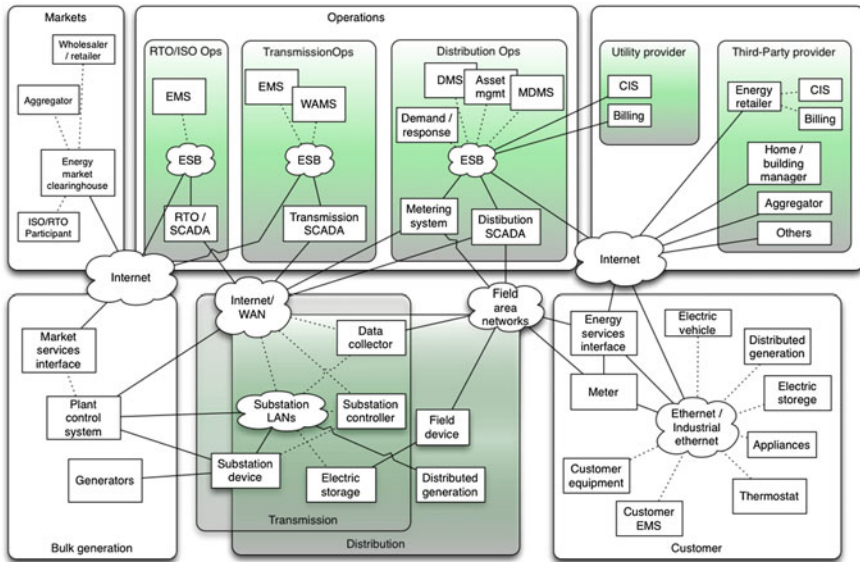 Markets
Wholesaler
/ retailer
Aggregator
Energy
market
clearinghouse
ISO/RTO
Participant
Operations
RTO/ISO Ops
EMS
ESB
RTO /
SCADA
TransmissionOps
EMS
WAMS
ESB
Transmission
SCADA
Distribution Ops
DMS
Asset
mgmt
MDMS
Demand /
response
ESB
Metering
system
Distibution
SCADA
Utility provider
CIS
Billing
Third-Party provider
Energy
retailer
CIS
Billing
Home /
building
manager
Aggregator
Others
Internet
Internet/
WAN
Field
area
networks
Internet
Market
services
interface
Plant
control
system
Generators
Bulk generation
Data
collector
Substation
LANs
Substation
controller
Field
device
Substation
device
Electric
storage
Distributed
generation
Transmission
Distribution
Energy
services
interface
Meter
Electric
vehicle
Distributed
generation
Electric
storege
Ethernet /
Industrial
ethernet
Appliances
Customer
equipment
Thermostat
Customer
EMS
Customer